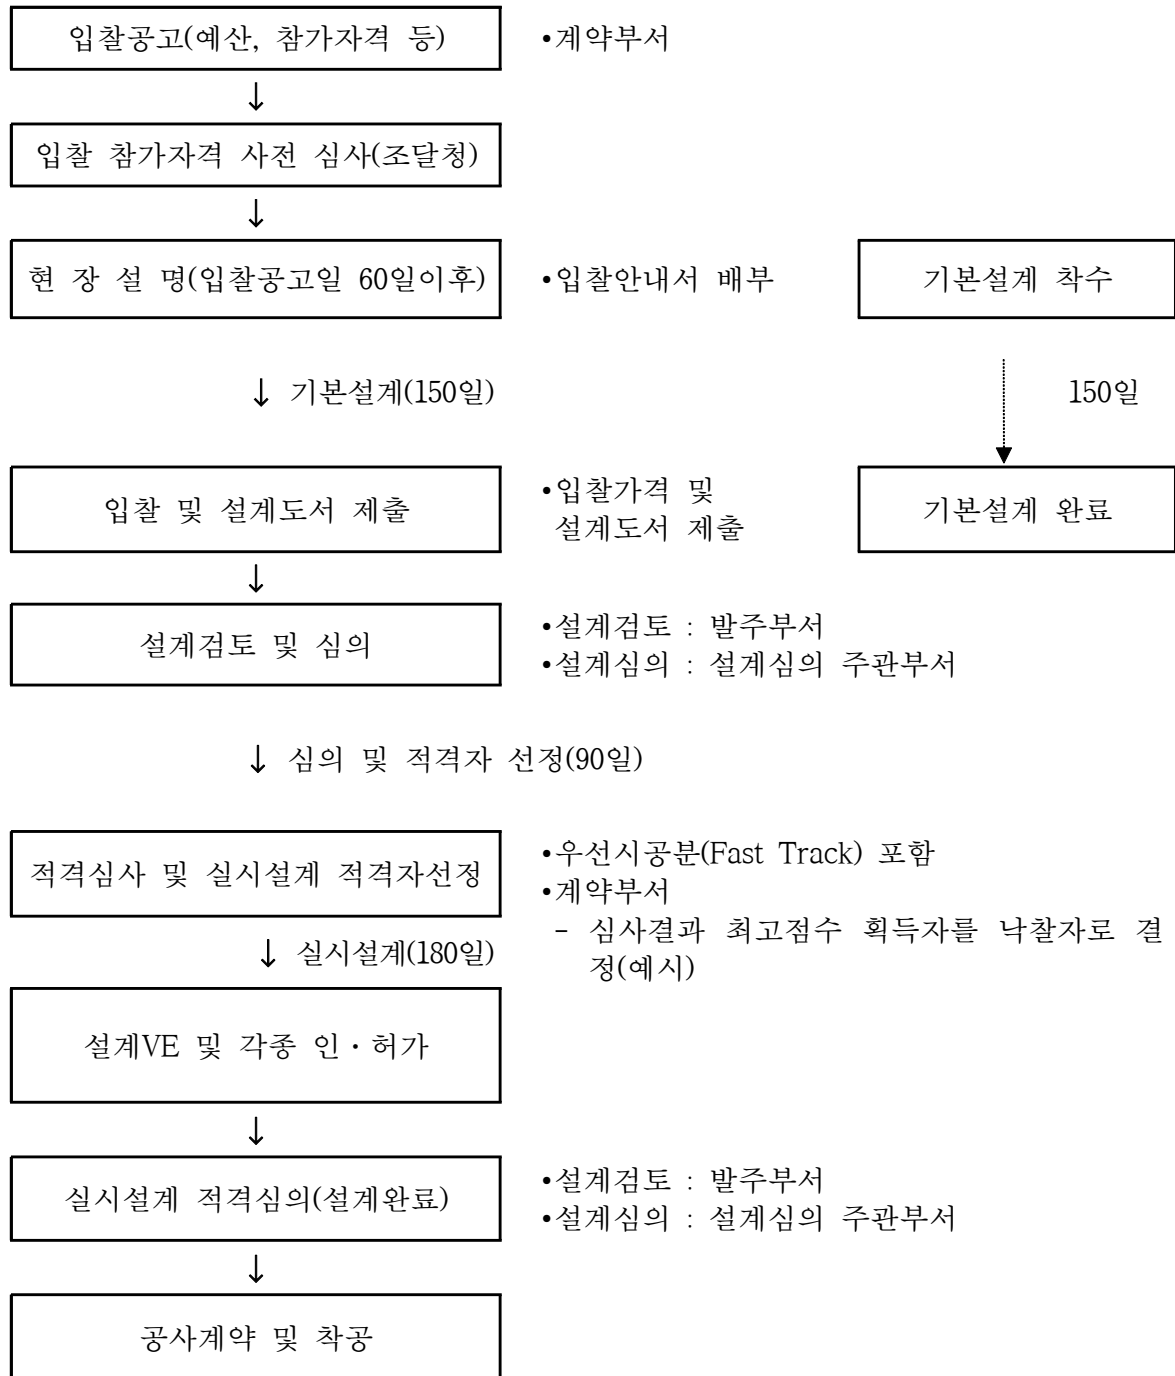 입찰공고(예산, 참가자격 등)
•계약부서
↓
입찰 참가자격 사전 심사(조달청)
↓
현 장 설 명(입찰공고일 60일이후)
•입찰안내서 배부
기본설계 착수
↓ 기본설계(150일)
150일
입찰 및 설계도서 제출
•입찰가격 및
설계도서 제출
기본설계 완료
↓
설계검토 및 심의
•설계검토 : 발주부서
•설계심의 : 설계심의 주관부서
↓ 심의 및 적격자 선정(90일)
적격심사 및 실시설계 적격자선정
•우선시공분(Fast Track) 포함
•계약부서
- 심사결과 최고점수 획득자를 낙찰자로 결
정(예시)
↓ 실시설계(180일)
설계VE 및 각종 인·허가
↓
실시설계 적격심의(설계완료)
•설계검토 : 발주부서
•설계심의 : 설계심의 주관부서
↓
공사계약 및 착공